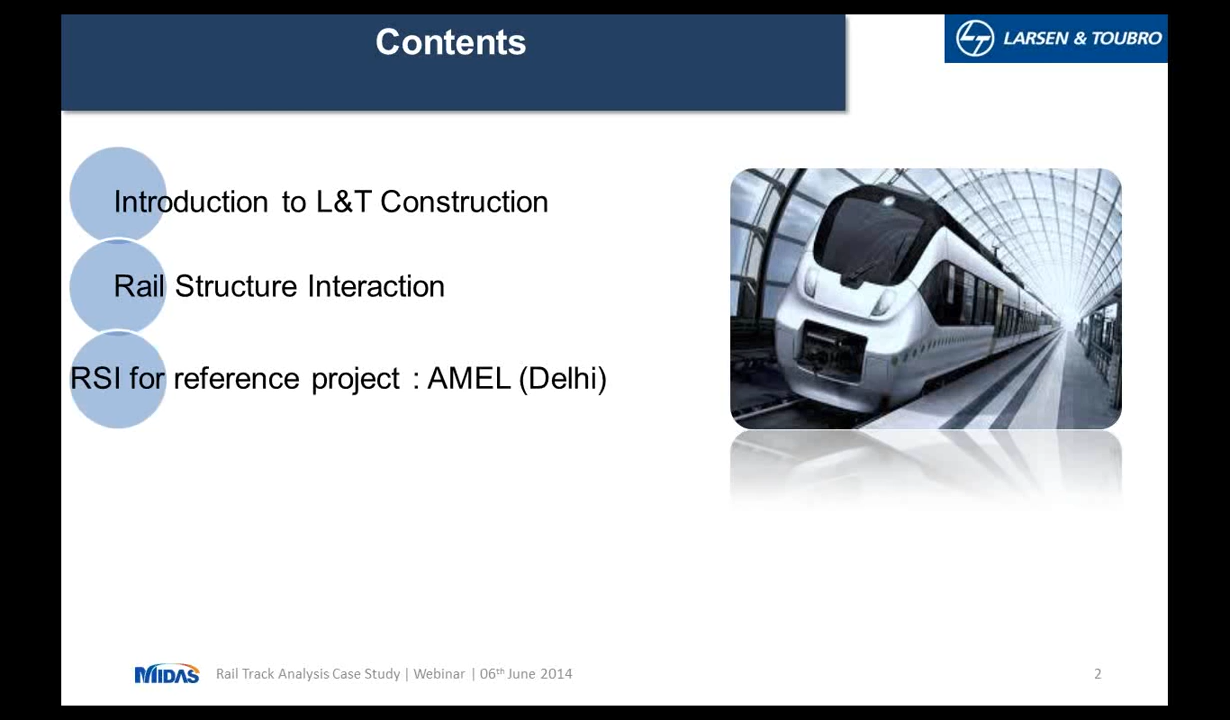 Contents
LARSEN & TOUBRO
Introduction to L&T Construction
Rail Structure Interaction
RSI for reference project : AMEL (Delhi)
MIDAS Rail Track Analysis Case Study | Webinar | 06th June 2014
2